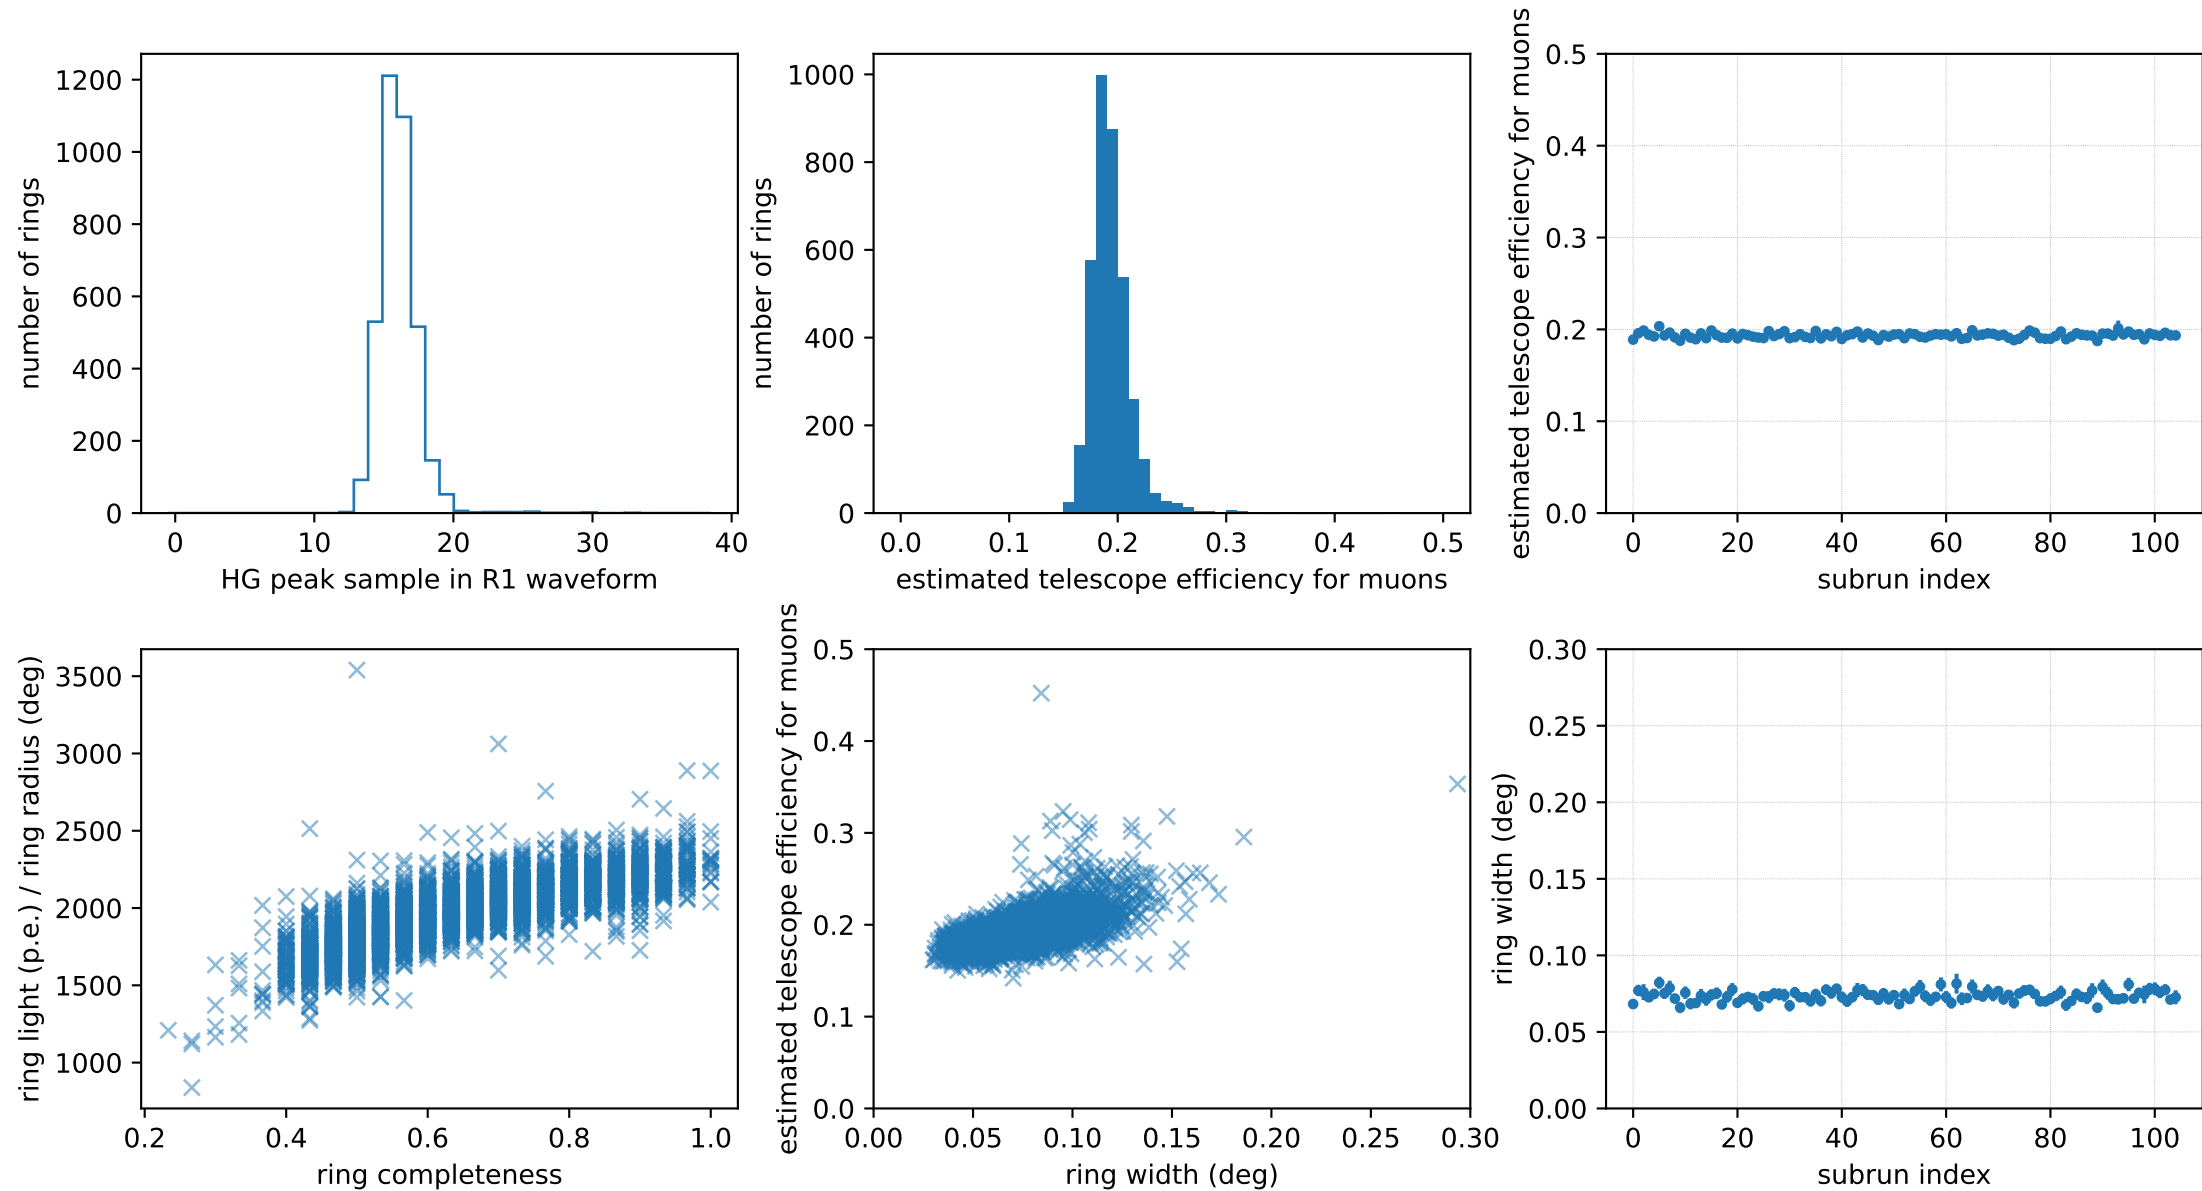 number of rings
1200
1000
800
600
400
200
0
0 10 20 30 40
HG peak sample in R1 waveform
number of rings
1000
800
600
400
200
0
0.0 0.1 0.2 0.3 0.4 0.5
estimated telescope efficiency for muons
estimated telescope efficiency for muons
0.5
0.4
0.3
0.2
0.1
0.0
0 20 40 60 80 100
subrun index
ring light (p.e.) / ring radius (deg)
3500
3000
2500
2000
1500
1000
0.2 0.4 0.6 0.8 1.0
ring completeness
estimated telescope efficiency for muons
0.5
0.4
0.3
0.2
0.1
0.0
0.00 0.05 0.10 0.15 0.20 0.25 0.30
ring width (deg)
ring width (deg)
0.30
0.25
0.20
0.15
0.10
0.05
0.00
0 20 40 60 80 100
subrun index